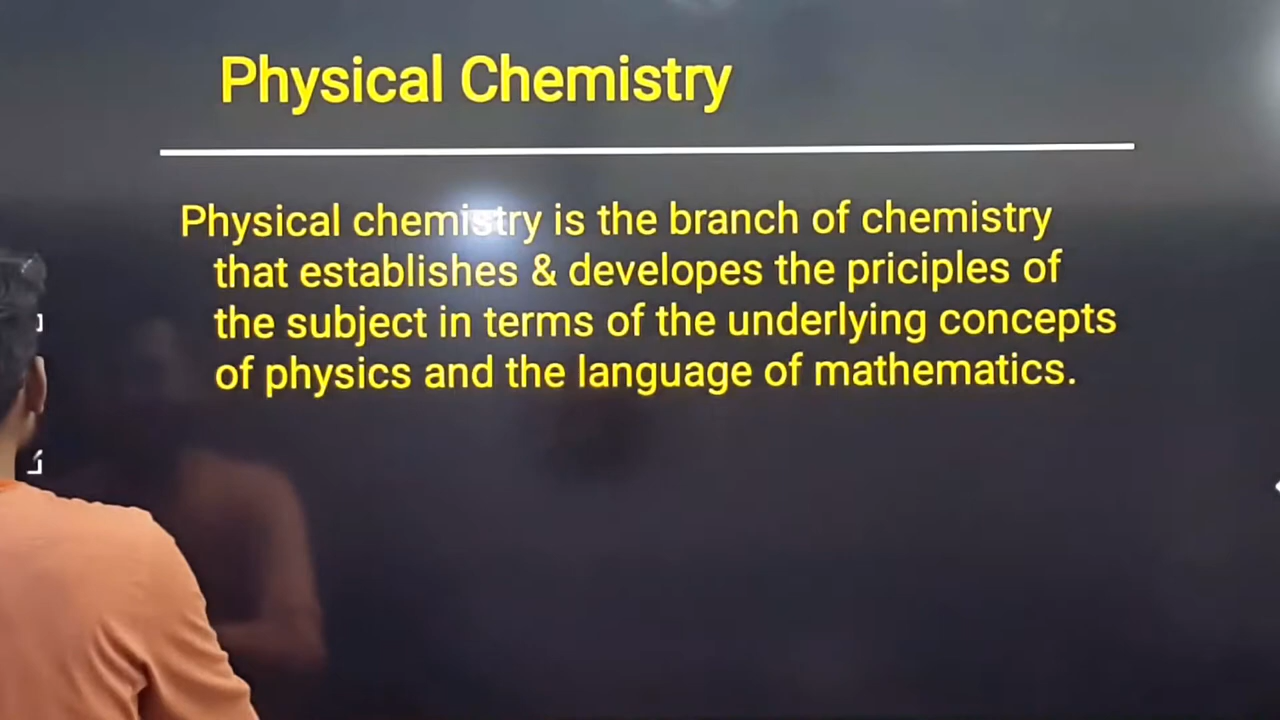 Physical Chemistry
Physical chemistry is the branch of chemistry
that establishes & developes the priciples of
the subject in terms of the underlying concepts
of physics and the language of mathematics.